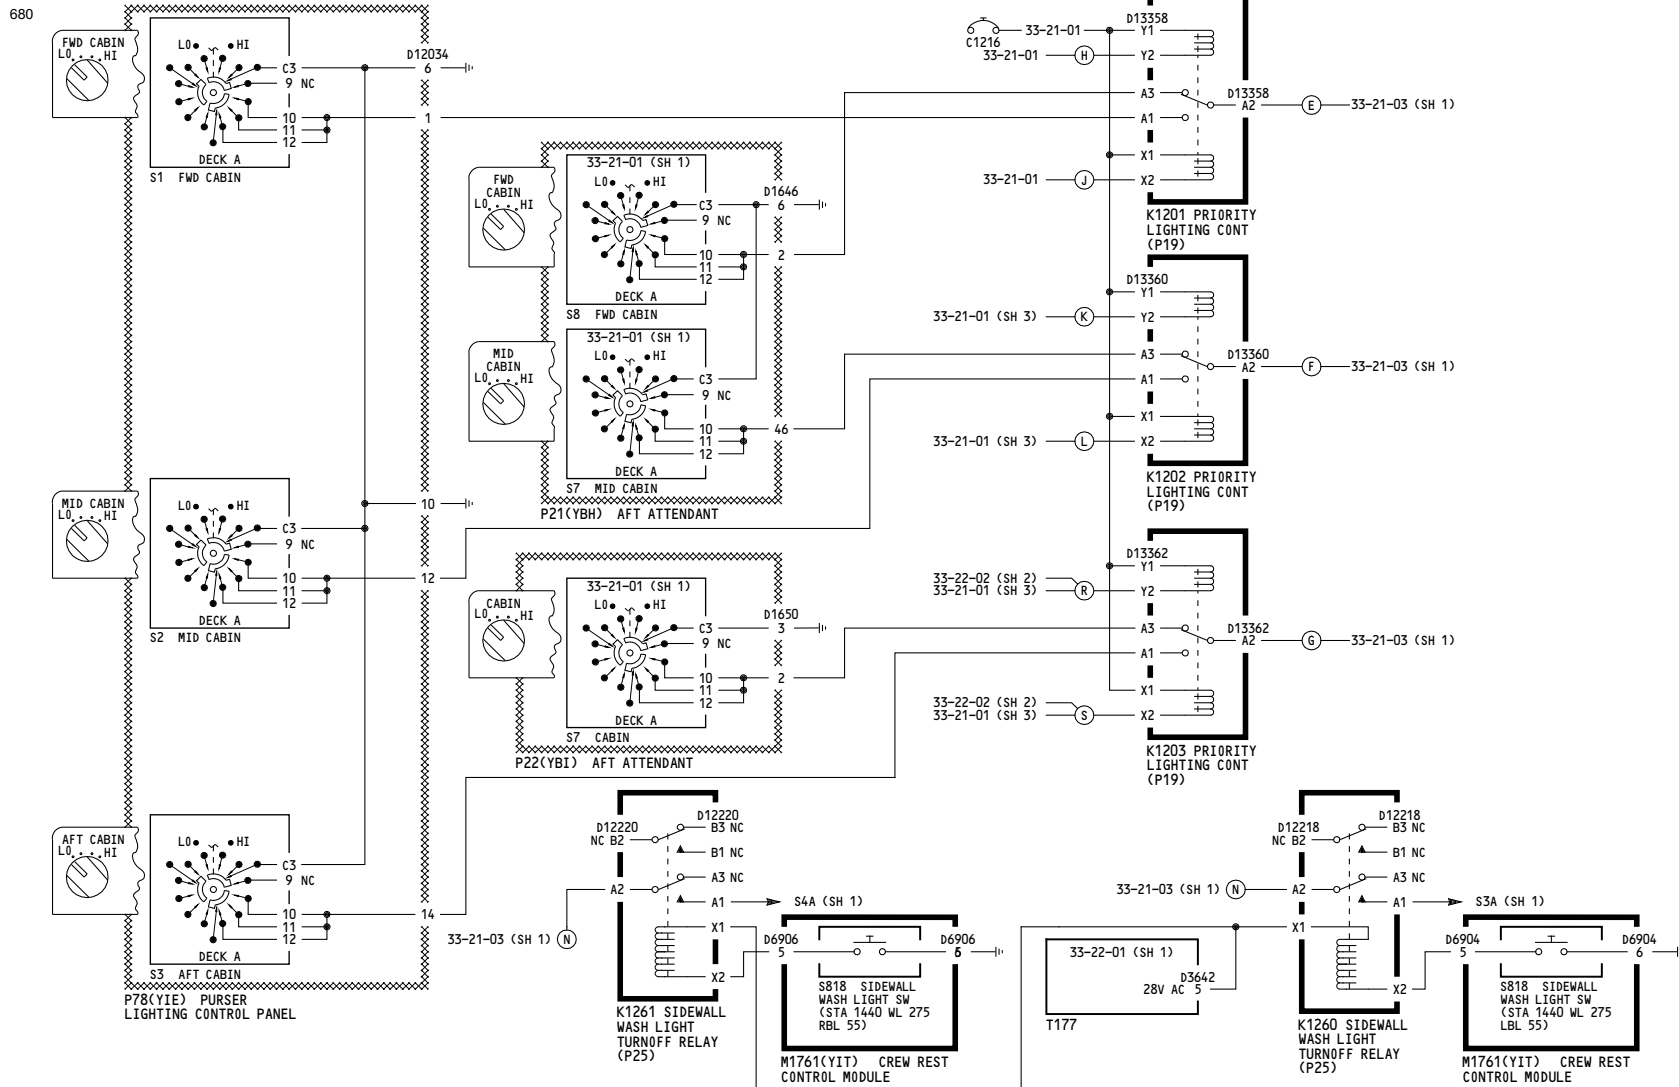 680
FWD CABIN
LO HI
LO HI
C3
9 NC
10
11
12
DECK A
S1 FWD CABIN
D12034
6
1
MID CABIN
LO HI
LO HI
C3
9 NC
10
11
12
DECK A
S2 MID CABIN
10
12
AFT CABIN
LO HI
LO HI
C3
9 NC
10
11
12
DECK A
S3 AFT CABIN
14
P78(YIE) PURSER
LIGHTING CONTROL PANEL
FWD
CABIN
LO HI
33-21-01 (SH 1)
LO HI
C3
9 NC
10
11
12
DECK A
S8 FWD CABIN
D1646
6
2
MID
CABIN
LO HI
33-21-01 (SH 1)
LO HI
C3
9 NC
10
11
12
DECK A
S7 MID CABIN
46
P21(YBH) AFT ATTENDANT
CABIN
LO HI
33-21-01 (SH 1)
LO HI
C3
9 NC
10
11
12
DECK A
S7 CABIN
D1650
3
2
P22(YBI) AFT ATTENDANT
C1216
33-21-01
33-21-01 H
33-21-01 J
D13358
Y1
Y2
A3
A1
X1
X2
D13358
A2 E 33-21-03 (SH 1)
K1201 PRIORITY
LIGHTING CONT
(P19)
33-21-01 (SH 3) K
33-21-01 (SH 3) L
D13360
Y1
Y2
A3
A1
X1
X2
D13360
A2 F 33-21-03 (SH 1)
K1202 PRIORITY
LIGHTING CONT
(P19)
33-22-02 (SH 2)
33-21-01 (SH 3) R
33-22-02 (SH 2)
33-21-01 (SH 3) S
D13362
Y1
Y2
A3
A1
X1
X2
D13362
A2 G 33-21-03 (SH 1)
K1203 PRIORITY
LIGHTING CONT
(P19)
33-21-03 (SH 1) N
D12220
NC B2
A2
D12220
B3 NC
B1 NC
A3 NC
A1 S4A (SH 1)
X1
X2
K1261 SIDEWALL
WASH LIGHT
TURNOFF RELAY
(P25)
D6906
5
D6906
6
S818 SIDEWALL
WASH LIGHT SW
(STA 1440 WL 275
RBL 55)
M1761(YIT) CREW REST
CONTROL MODULE
33-22-01 (SH 1)
D3642
28V AC 5
T177
33-21-03 (SH 1) N
D12218
NC B2
A2
X1
D12218
B3 NC
B1 NC
A3 NC
A1 S3A (SH 1)
X2
K1260 SIDEWALL
WASH LIGHT
TURNOFF RELAY
(P25)
D6904
5
D6904
6
S818 SIDEWALL
WASH LIGHT SW
(STA 1440 WL 275
LBL 55)
M1761(YIT) CREW REST
CONTROL MODULE